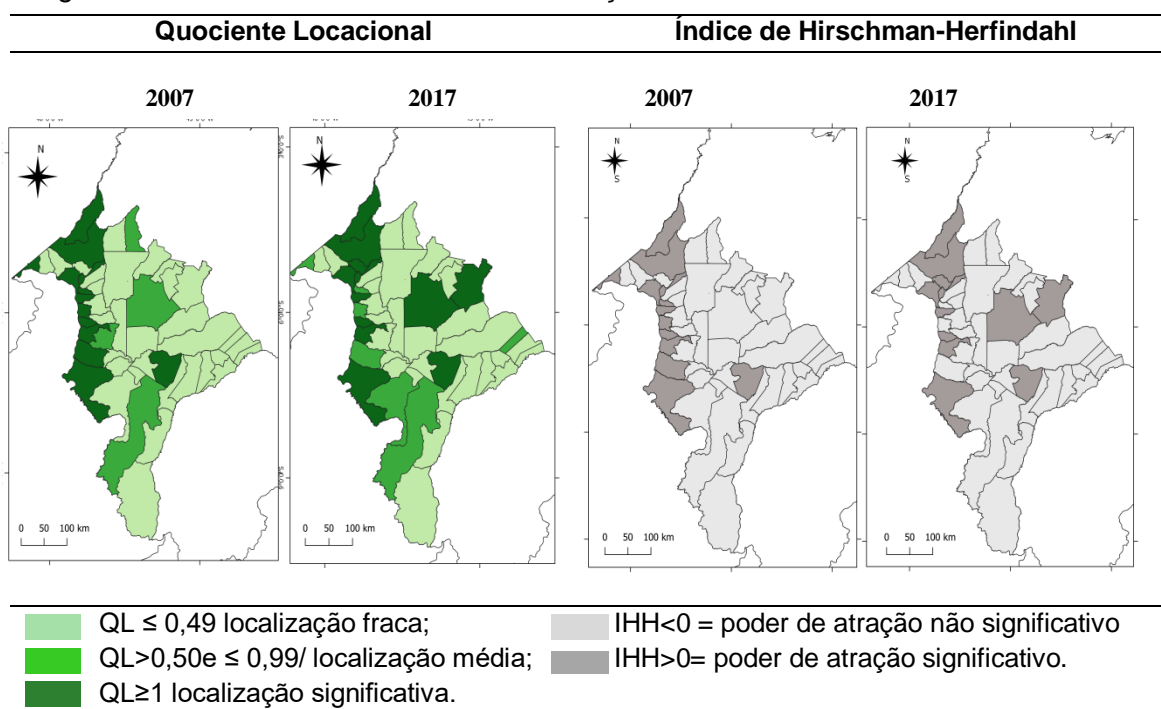 Quociente Locacional Índice de Hirschman-Herfindahl
2007 2017 2007 2017
N N N N
S S
0 50 100 km 0 50 100 km 0 50 100 km 0 50 100 km
QL ≤ 0,49 localização fraca; IHH<0 = poder de atração não significativo
QL>0,50e ≤ 0,99/ localização média; IHH>0= poder de atração significativo.
QL≥1 localização significativa.